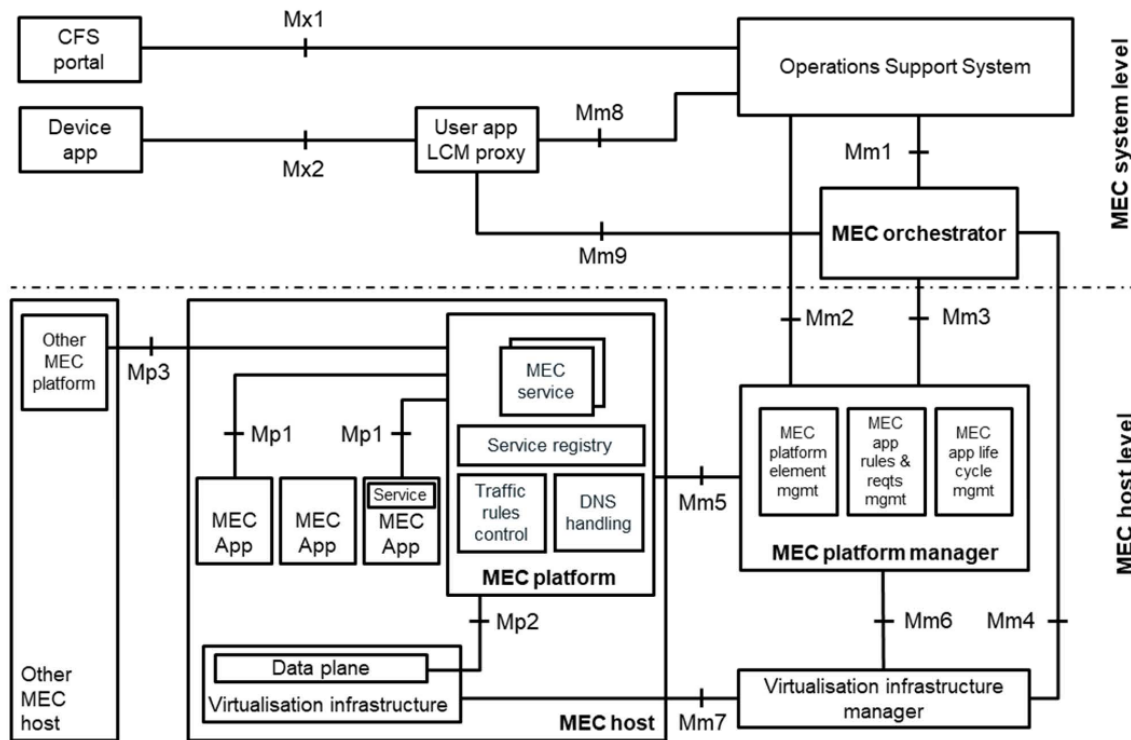 Mx1
CFS
portal
Operations Support System
Device
app
Mx2
User app
LCM proxy
Mm8
Mm1
MEC orchestrator
Mm9
MEC system level
Other
MEC
platform
Mp3
MEC
service
Mm2
Mm3
Mp1
Mp1
Service registry
MEC
platform
element
mgmt
MEC
app
rules &
reqts
mgmt
MEC
app life
cycle
mgmt
MEC
App
MEC
App
Service
MEC
App
Traffic
rules
control
DNS
handling
Mm5
MEC platform
MEC platform manager
MEC host level
Mp2
Mm6
Mm4
Data plane
Virtualisation infrastructure
Other
MEC
host
MEC host
Mm7
Virtualisation infrastructure
manager